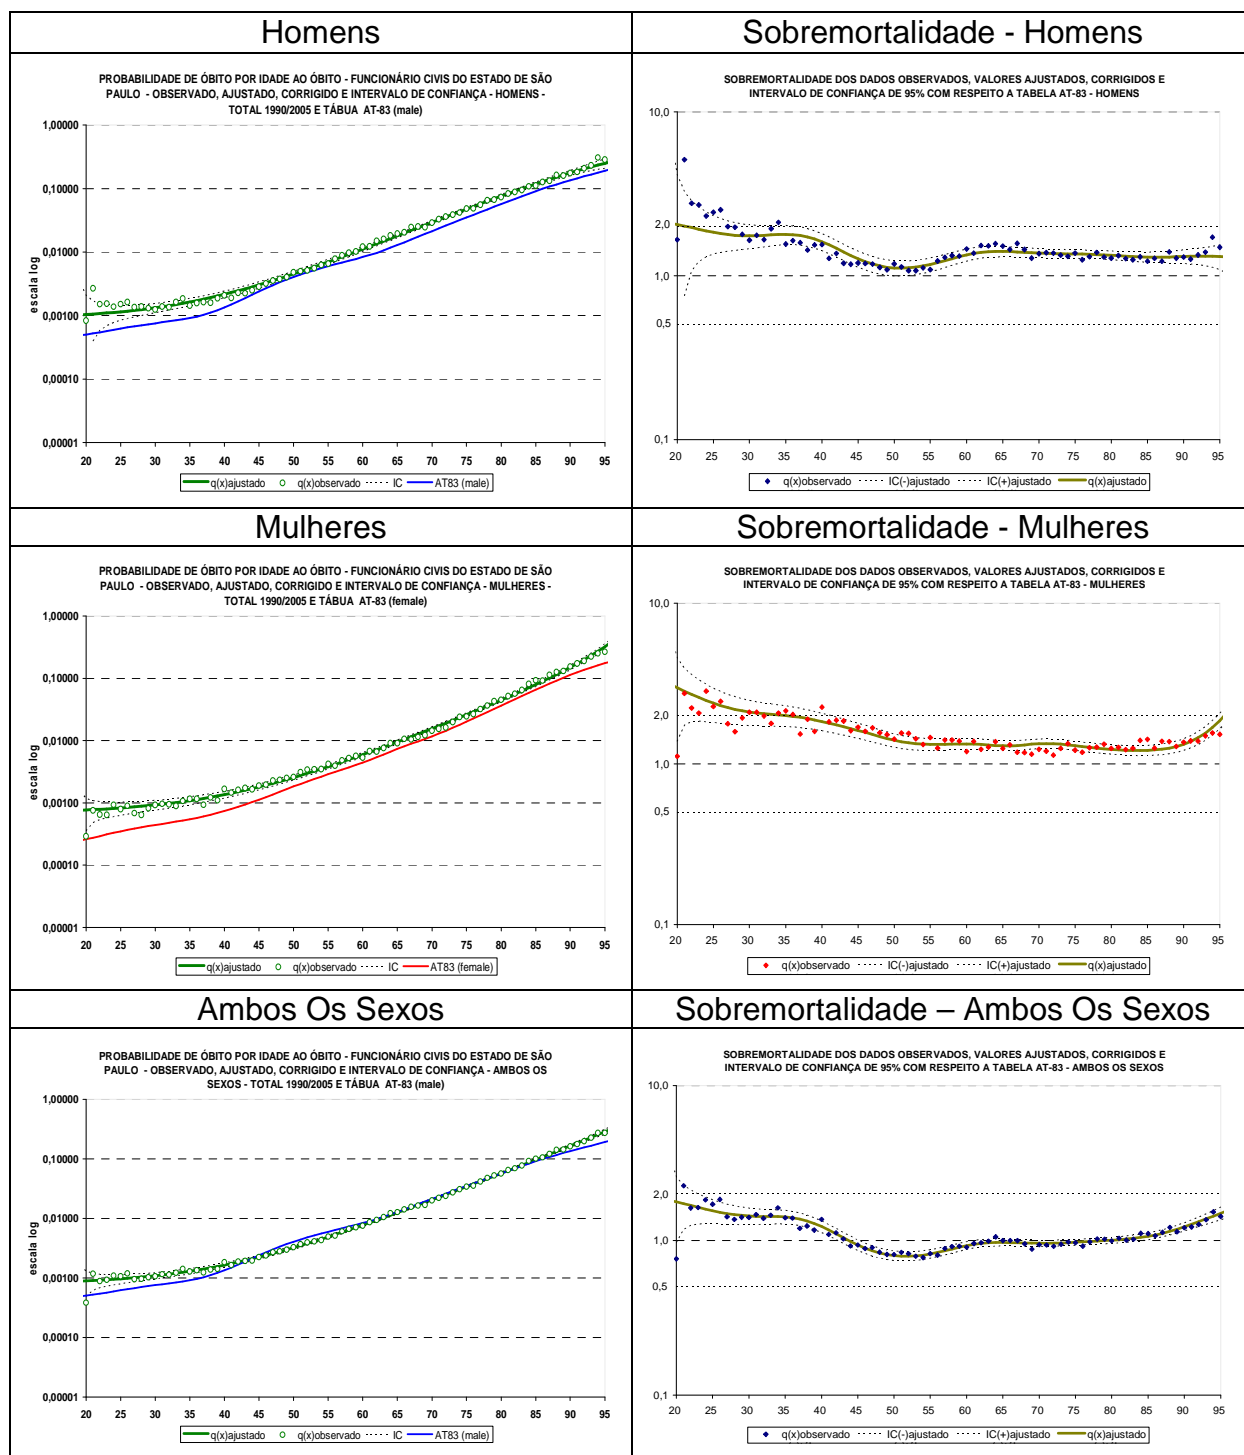 Homens
Sobremortalidade - Homens
PROBABILIDADE DE ÓBITO POR IDADE AO ÓBITO - FUNCIONÁRIO CIVIS DO ESTADO DE SÃO
PAULO - OBSERVADO, AJUSTADO, CORRIGIDO E INTERVALO DE CONFIANÇA - HOMENS -
TOTAL 1990/2005 E TÁBUA AT-83 (male)
1,00000
0,10000
0,01000
0,00100
0,00010
0,00001
escala log
20 25 30 35 40 45 50 55 60 65 70 75 80 85 90 95
q(x)ajustado q(x)observado IC AT83 (male)
SOBREMORTALIDADE DOS DADOS OBSERVADOS, VALORES AJUSTADOS, CORRIGIDOS E
INTERVALO DE CONFIANÇA DE 95% COM RESPEITO A TABELA AT-83 - HOMENS
10,0
2,0
1,0
0,5
0,1
20 25 30 35 40 45 50 55 60 65 70 75 80 85 90 95
q(x)observado IC(-)ajustado IC(+)ajustado q(x)ajustado
Mulheres
Sobremortalidade - Mulheres
PROBABILIDADE DE ÓBITO POR IDADE AO ÓBITO - FUNCIONÁRIO CIVIS DO ESTADO DE SÃO
PAULO - OBSERVADO, AJUSTADO, CORRIGIDO E INTERVALO DE CONFIANÇA - MULHERES -
TOTAL 1990/2005 E TÁBUA AT-83 (female)
1,00000
0,10000
0,01000
0,00100
0,00010
0,00001
escala log
20 25 30 35 40 45 50 55 60 65 70 75 80 85 90 95
q(x)ajustado q(x)observado IC AT83 (female)
SOBREMORTALIDADE DOS DADOS OBSERVADOS, VALORES AJUSTADOS, CORRIGIDOS E
INTERVALO DE CONFIANÇA DE 95% COM RESPEITO A TABELA AT-83 - MULHERES
10,0
2,0
1,0
0,5
0,1
20 25 30 35 40 45 50 55 60 65 70 75 80 85 90 95
q(x)observado IC(-)ajustado IC(+)ajustado q(x)ajustado
Ambos Os Sexos
Sobremortalidade – Ambos Os Sexos
PROBABILIDADE DE ÓBITO POR IDADE AO ÓBITO - FUNCIONÁRIO CIVIS DO ESTADO DE SÃO
PAULO - OBSERVADO, AJUSTADO, CORRIGIDO E INTERVALO DE CONFIANÇA - AMBOS OS
SEXOS - TOTAL 1990/2005 E TÁBUA AT-83 (male)
1,00000
0,10000
0,01000
0,00100
0,00010
0,00001
escala log
20 25 30 35 40 45 50 55 60 65 70 75 80 85 90 95
q(x)ajustado q(x)observado IC AT83 (male)
SOBREMORTALIDADE DOS DADOS OBSERVADOS, VALORES AJUSTADOS, CORRIGIDOS E
INTERVALO DE CONFIANÇA DE 95% COM RESPEITO A TABELA AT-83 - AMBOS OS SEXOS
10,0
2,0
1,0
0,5
0,1
20 25 30 35 40 45 50 55 60 65 70 75 80 85 90 95
q(x)observado IC(-)ajustado IC(+)ajustado q(x)ajustado